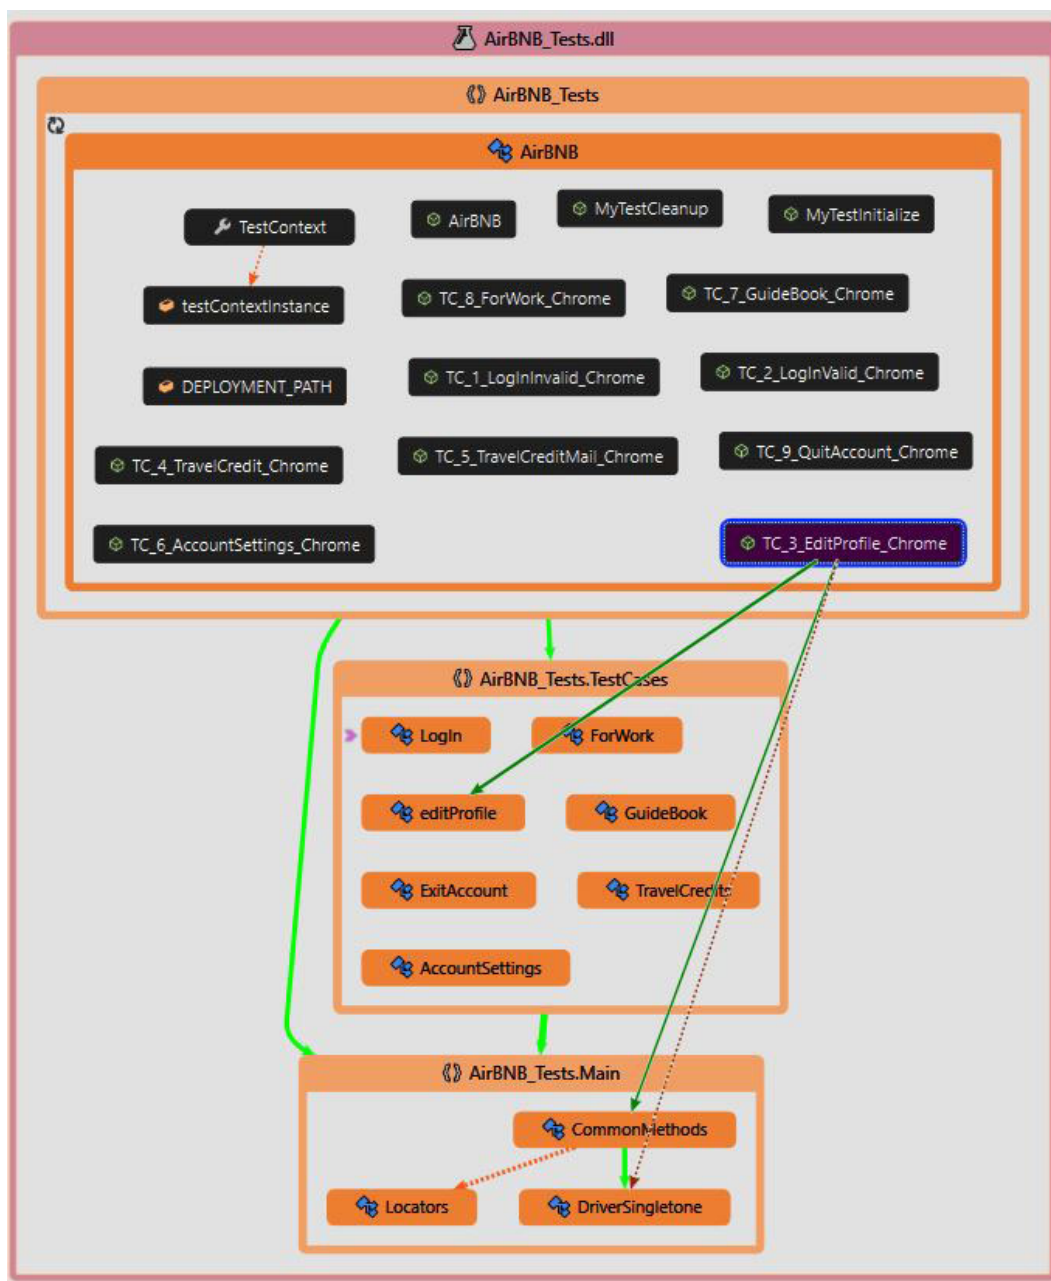 AirBNB_Tests.dll
AirBNB_Tests
AirBNB
TestContext
AirBNB
MyTestCleanup
MyTestInitialize
testContextInstance
TC_8_ForWork_Chrome
TC_7_GuideBook_Chrome
DEPLOYMENT_PATH
TC_1_LogInInvalid_Chrome
TC_2_LogInValid_Chrome
TC_4_TravelCredit_Chrome
TC_5_TravelCreditMail_Chrome
TC_9_QuitAccount_Chrome
TC_6_AccountSettings_Chrome
TC_3_EditProfile_Chrome
AirBNB_Tests.TestCases
LogIn
ForWork
editProfile
GuideBook
ExitAccount
TravelCredits
AccountSettings
AirBNB_Tests.Main
CommonMethods
Locators
DriverSingletone